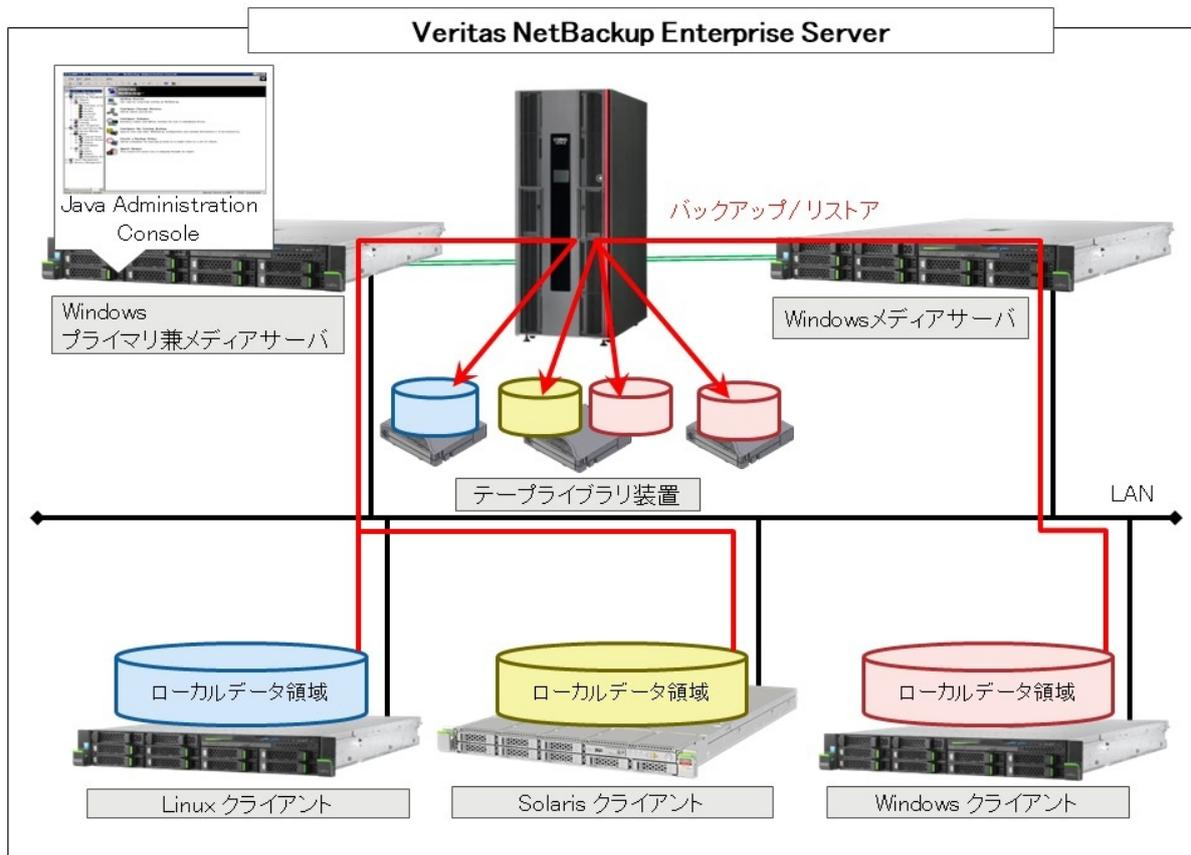 Veritas NetBackup Enterprise Server
Java Administration
Console
バックアップ/リストア
Windows
プライマリ兼メディアサーバ
Windowsメディアサーバ
テープライブラリ装置
LAN
ローカルデータ領域
ローカルデータ領域
ローカルデータ領域
Linux クライアント
Solaris クライアント
Windows クライアント